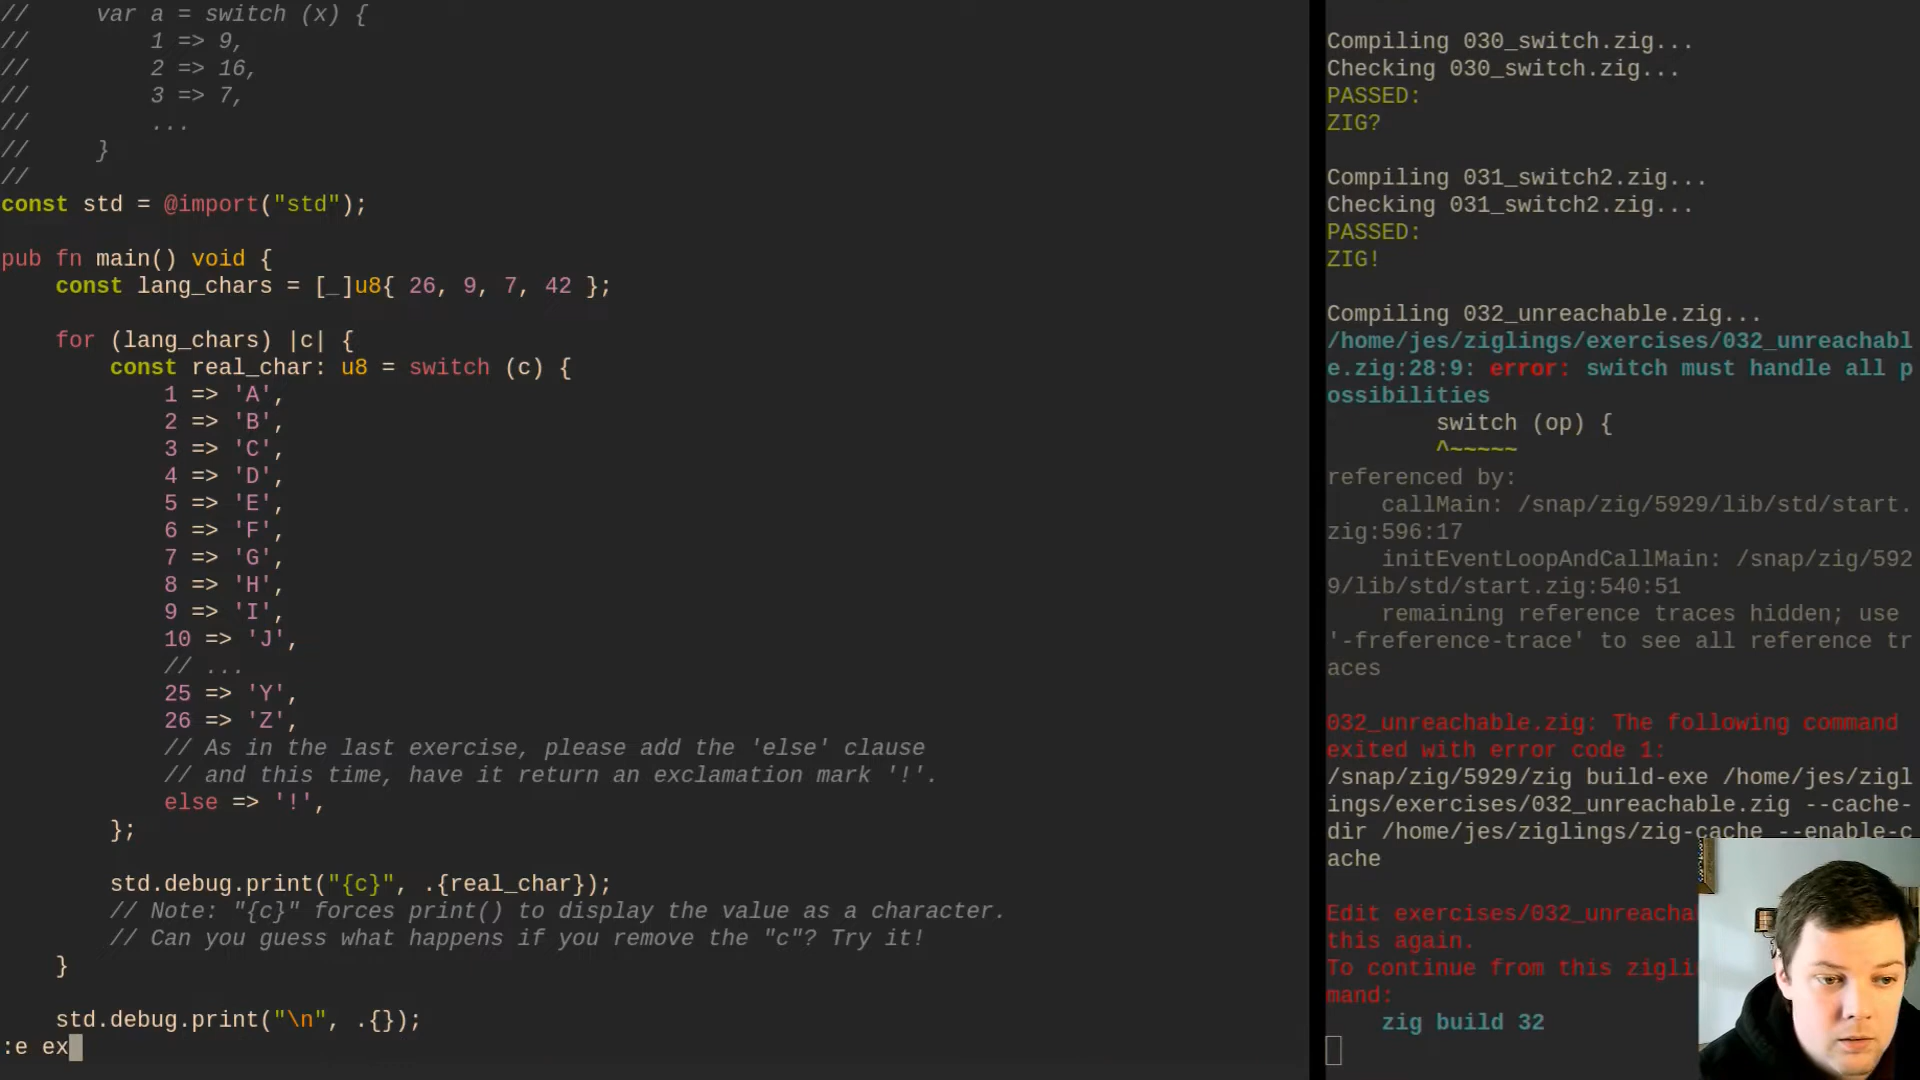 //     var a = switch (x) {
//         1 => 9,
//         2 => 16,
//         3 => 7,
//         ...
//     }
//
const std = @import("std");
pub fn main() void {
    const lang_chars = [_]u8{ 26, 9, 7, 42 };
    for (lang_chars) |c| {
        const real_char: u8 = switch (c) {
            1 => 'A',
            2 => 'B',
            3 => 'C',
            4 => 'D',
            5 => 'E',
            6 => 'F',
            7 => 'G',
            8 => 'H',
            9 => 'I',
            10 => 'J',
            // ...
            25 => 'Y',
            26 => 'Z',
            // As in the last exercise, please add the 'else' clause
            // and this time, have it return an exclamation mark '!'.
            else => '!',
        };
        std.debug.print("{c}", .{real_char});
        // Note: "{c}" forces print() to display the value as a character.
        // Can you guess what happens if you remove the "c"? Try it!
    }
    std.debug.print("\n", .{});
:e ex
Compiling 030_switch.zig...
Checking 030_switch.zig...
PASSED:
ZIG?
Compiling 031_switch2.zig...
Checking 031_switch2.zig...
PASSED:
ZIG!
Compiling 032_unreachable.zig...
/home/jes/ziglings/exercises/032_unreachabl
e.zig:28:9: error: switch must handle all p
ossibilities
        switch (op) {
        ^~~~~~
referenced by:
    callMain: /snap/zig/5929/lib/std/start.
zig:596:17
    initEventLoopAndCallMain: /snap/zig/592
9/lib/std/start.zig:540:51
    remaining reference traces hidden; use
'-freference-trace' to see all reference tr
aces
032_unreachable.zig: The following command
exited with error code 1:
/snap/zig/5929/zig build-exe /home/jes/zigl
ings/exercises/032_unreachable.zig --cache-
dir /home/jes/ziglings/zig-cache --enable-c
ache
Edit exercises/032_unreacha
this again.
To continue from this zigli
mand:
    zig build 32